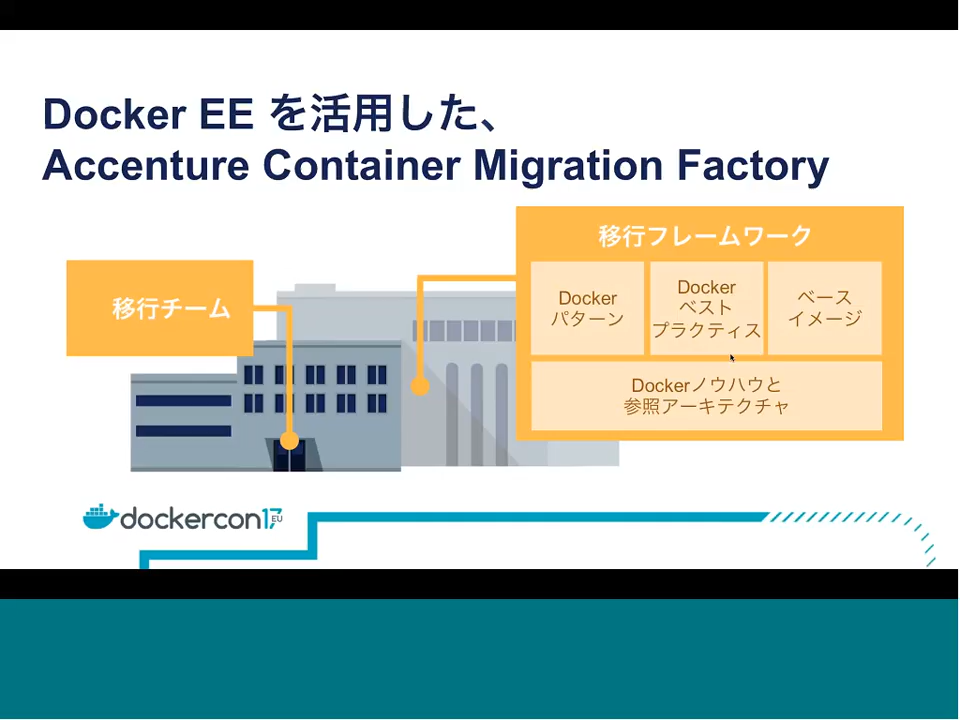 Docker EE を活用した、
Accenture Container Migration Factory
移行チーム
移行フレームワーク
Docker
パターン
Docker
ベスト
プラクティス
ベース
イメージ
Dockerノウハウと
参照アーキテクチャ
dockercon17 EU